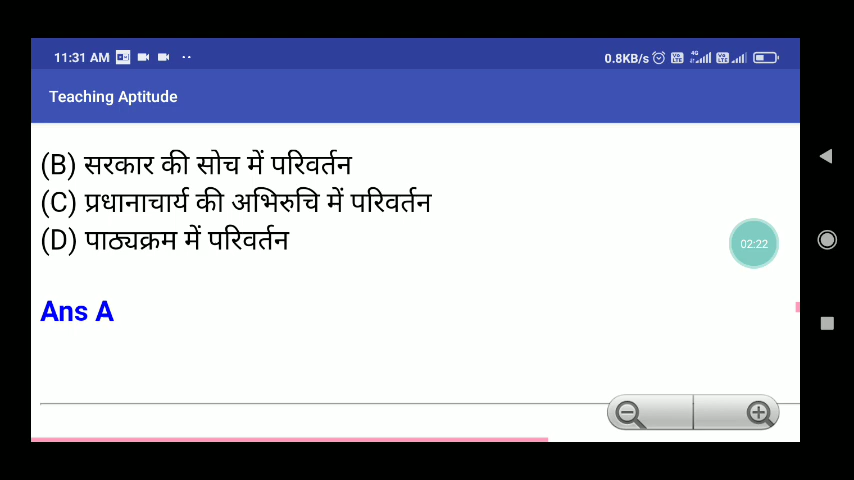 11:31 AM
0.8KB/s
Teaching Aptitude
(B) सरकार की सोच में परिवर्तन
(C) प्रधानाचार्य की अभिरुचि में परिवर्तन
(D) पाठ्यक्रम में परिवर्तन
02:22
Ans A